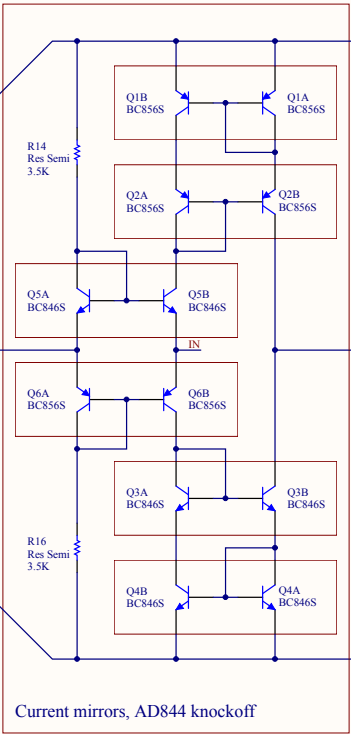 Q1B
BC856S
Q1A
BC856S
R14
Res Semi
3.5K
Q2A
BC856S
Q2B
BC856S
Q5A
BC846S
Q5B
BC846S
IN
Q6A
BC856S
Q6B
BC856S
Q3A
BC846S
Q3B
BC846S
R16
Res Semi
3.5K
Q4B
BC846S
Q4A
BC846S
Current mirrors, AD844 knockoff